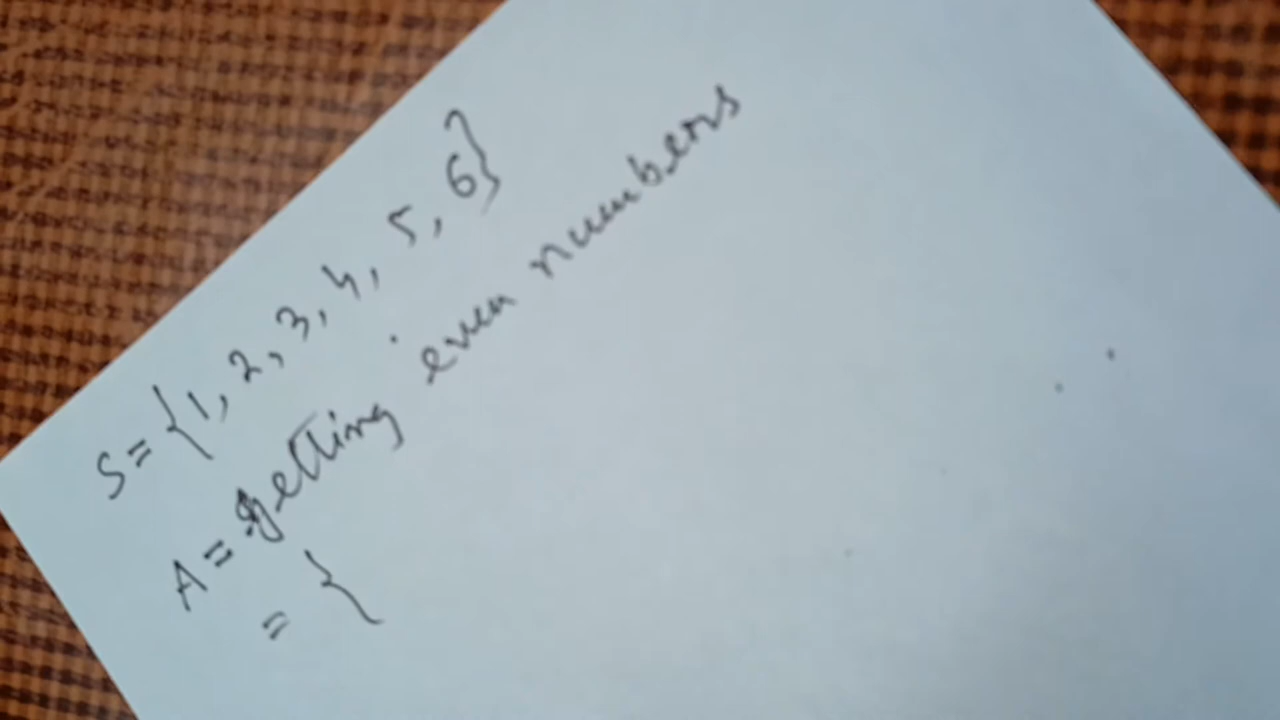 S = {1, 2, 3, 4, 5, 6}
A = getting even numbers
= {